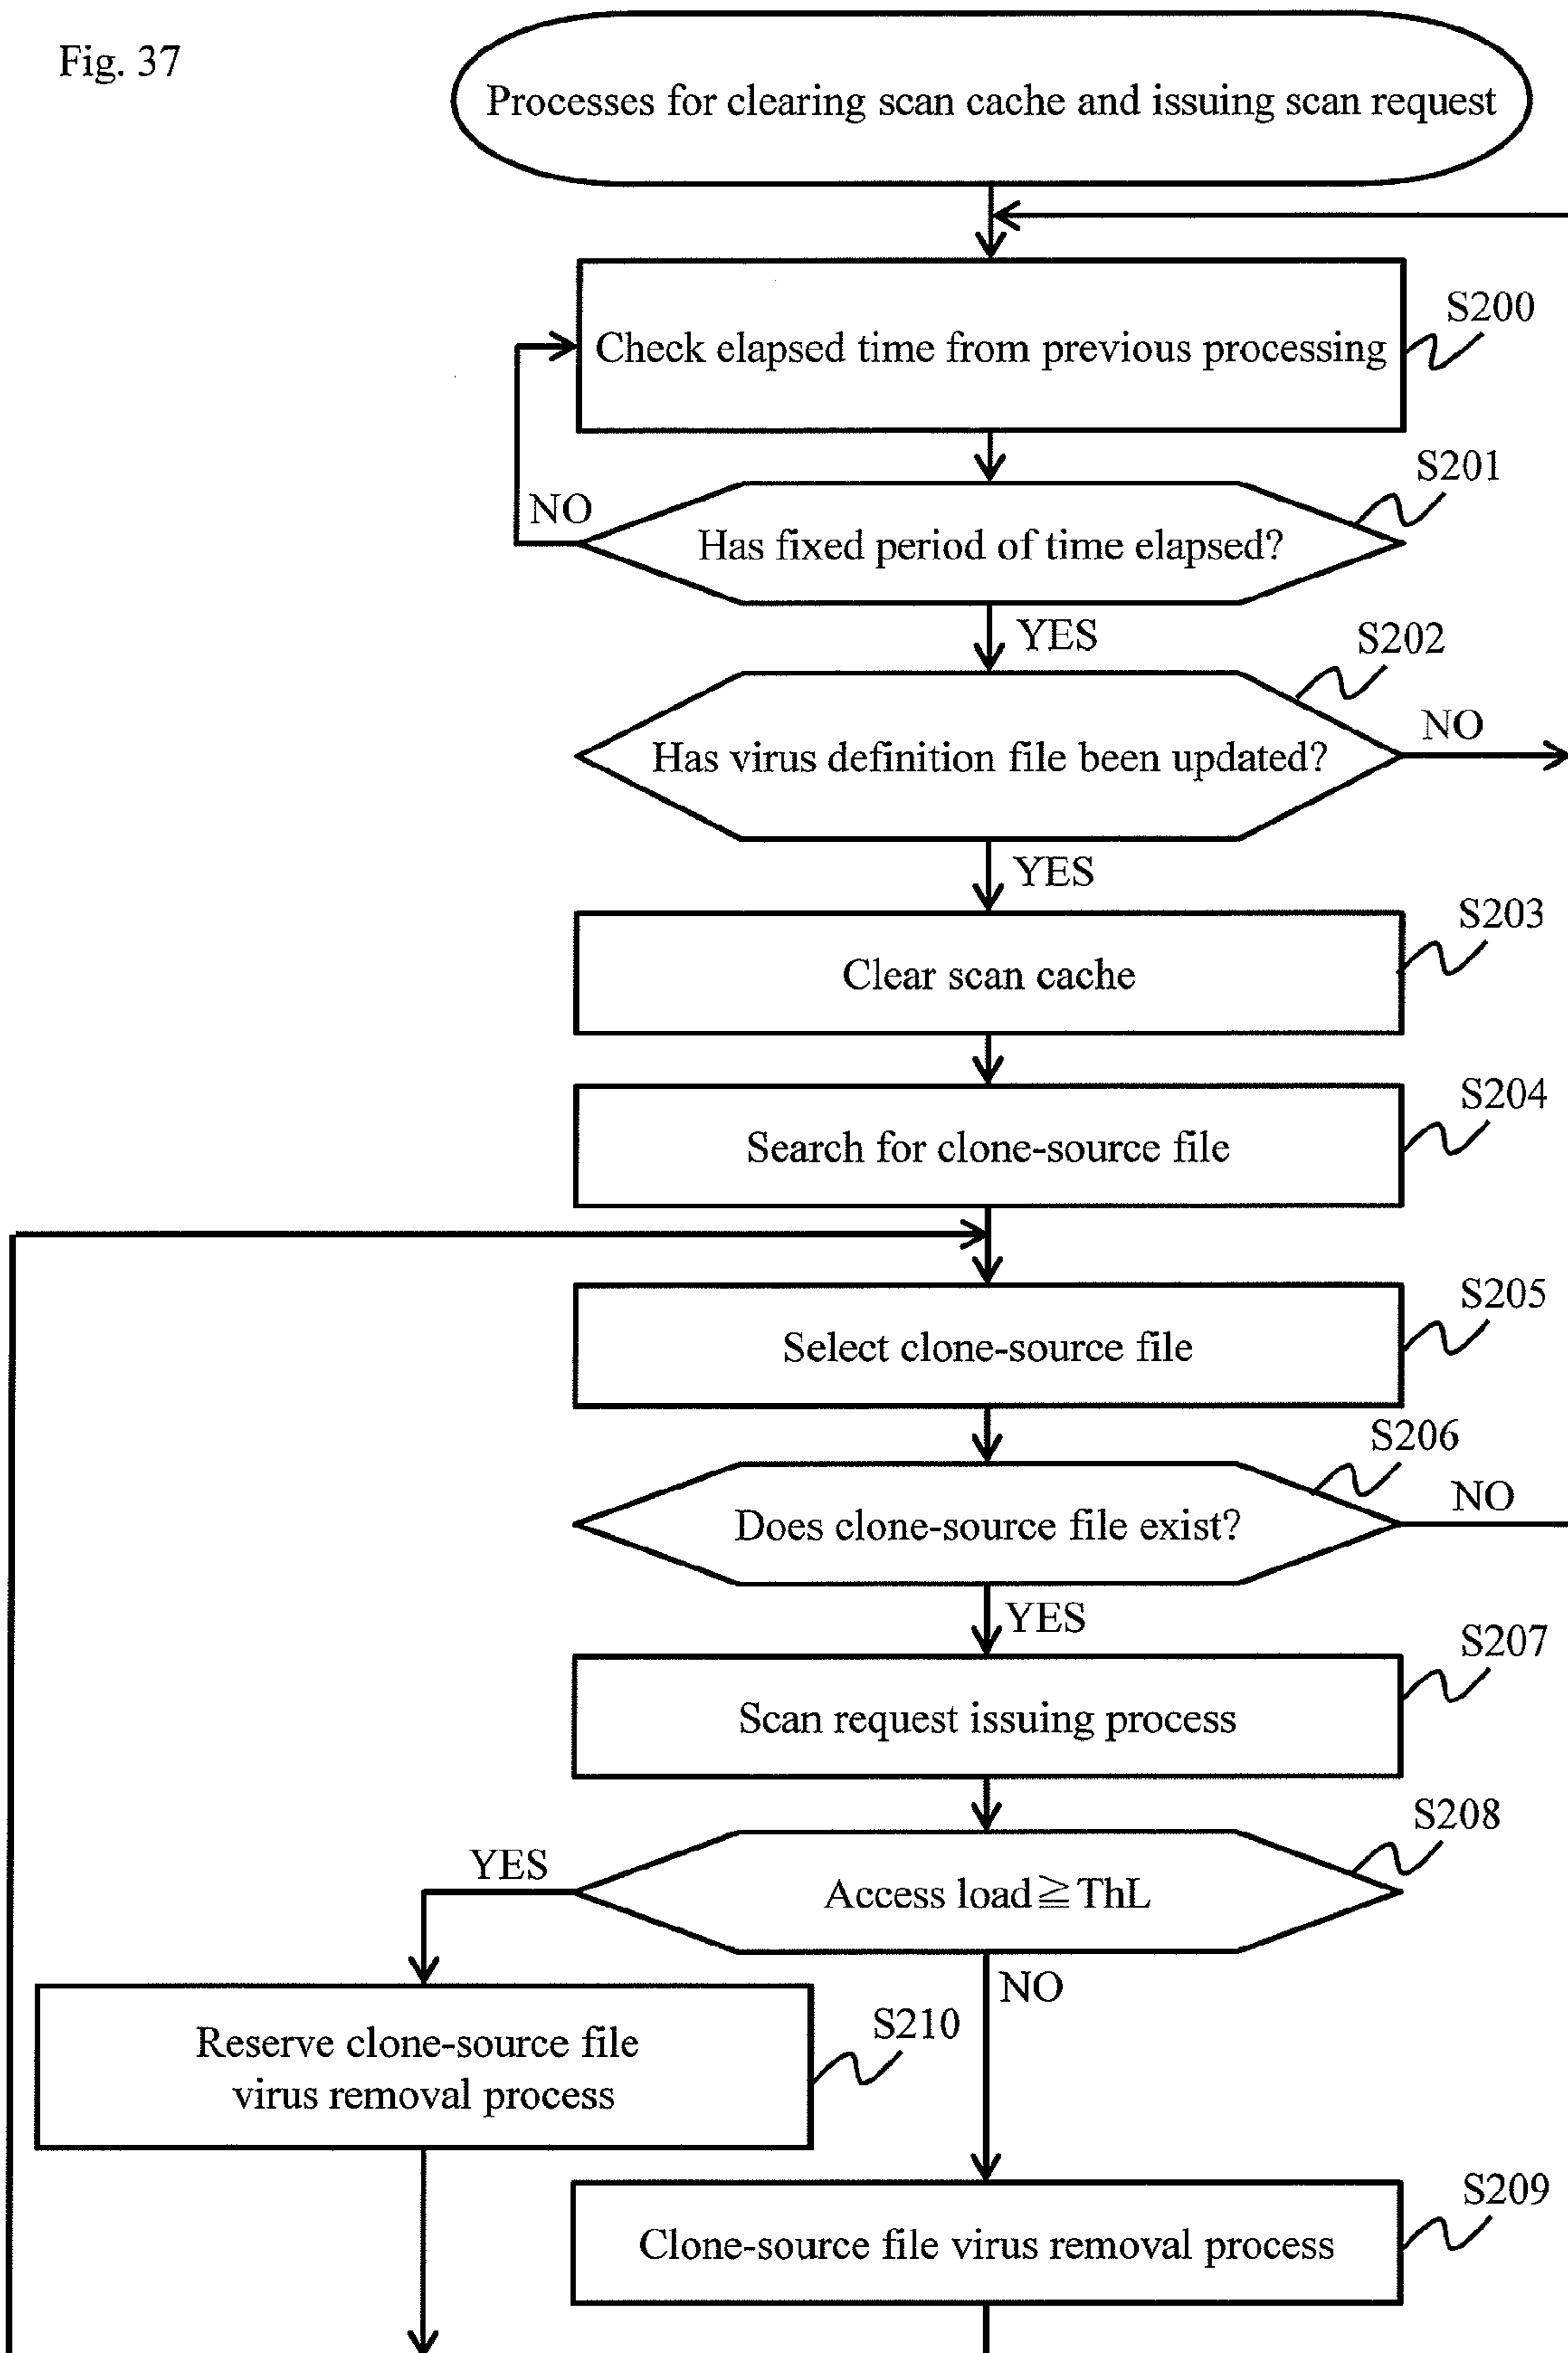 Fig. 37
Processes for clearing scan cache and issuing scan request
S200
Check elapsed time from previous processing
S201
NO
Has fixed period of time elapsed?
YES
S202
NO
Has virus definition file been updated?
YES
S203
Clear scan cache
S204
Search for clone-source file
S205
Select clone-source file
S206
NO
Does clone-source file exist?
YES
S207
Scan request issuing process
S208
YES
Access load≧ThL
NO
S210
Reserve clone-source file
virus removal process
S209
Clone-source file virus removal process